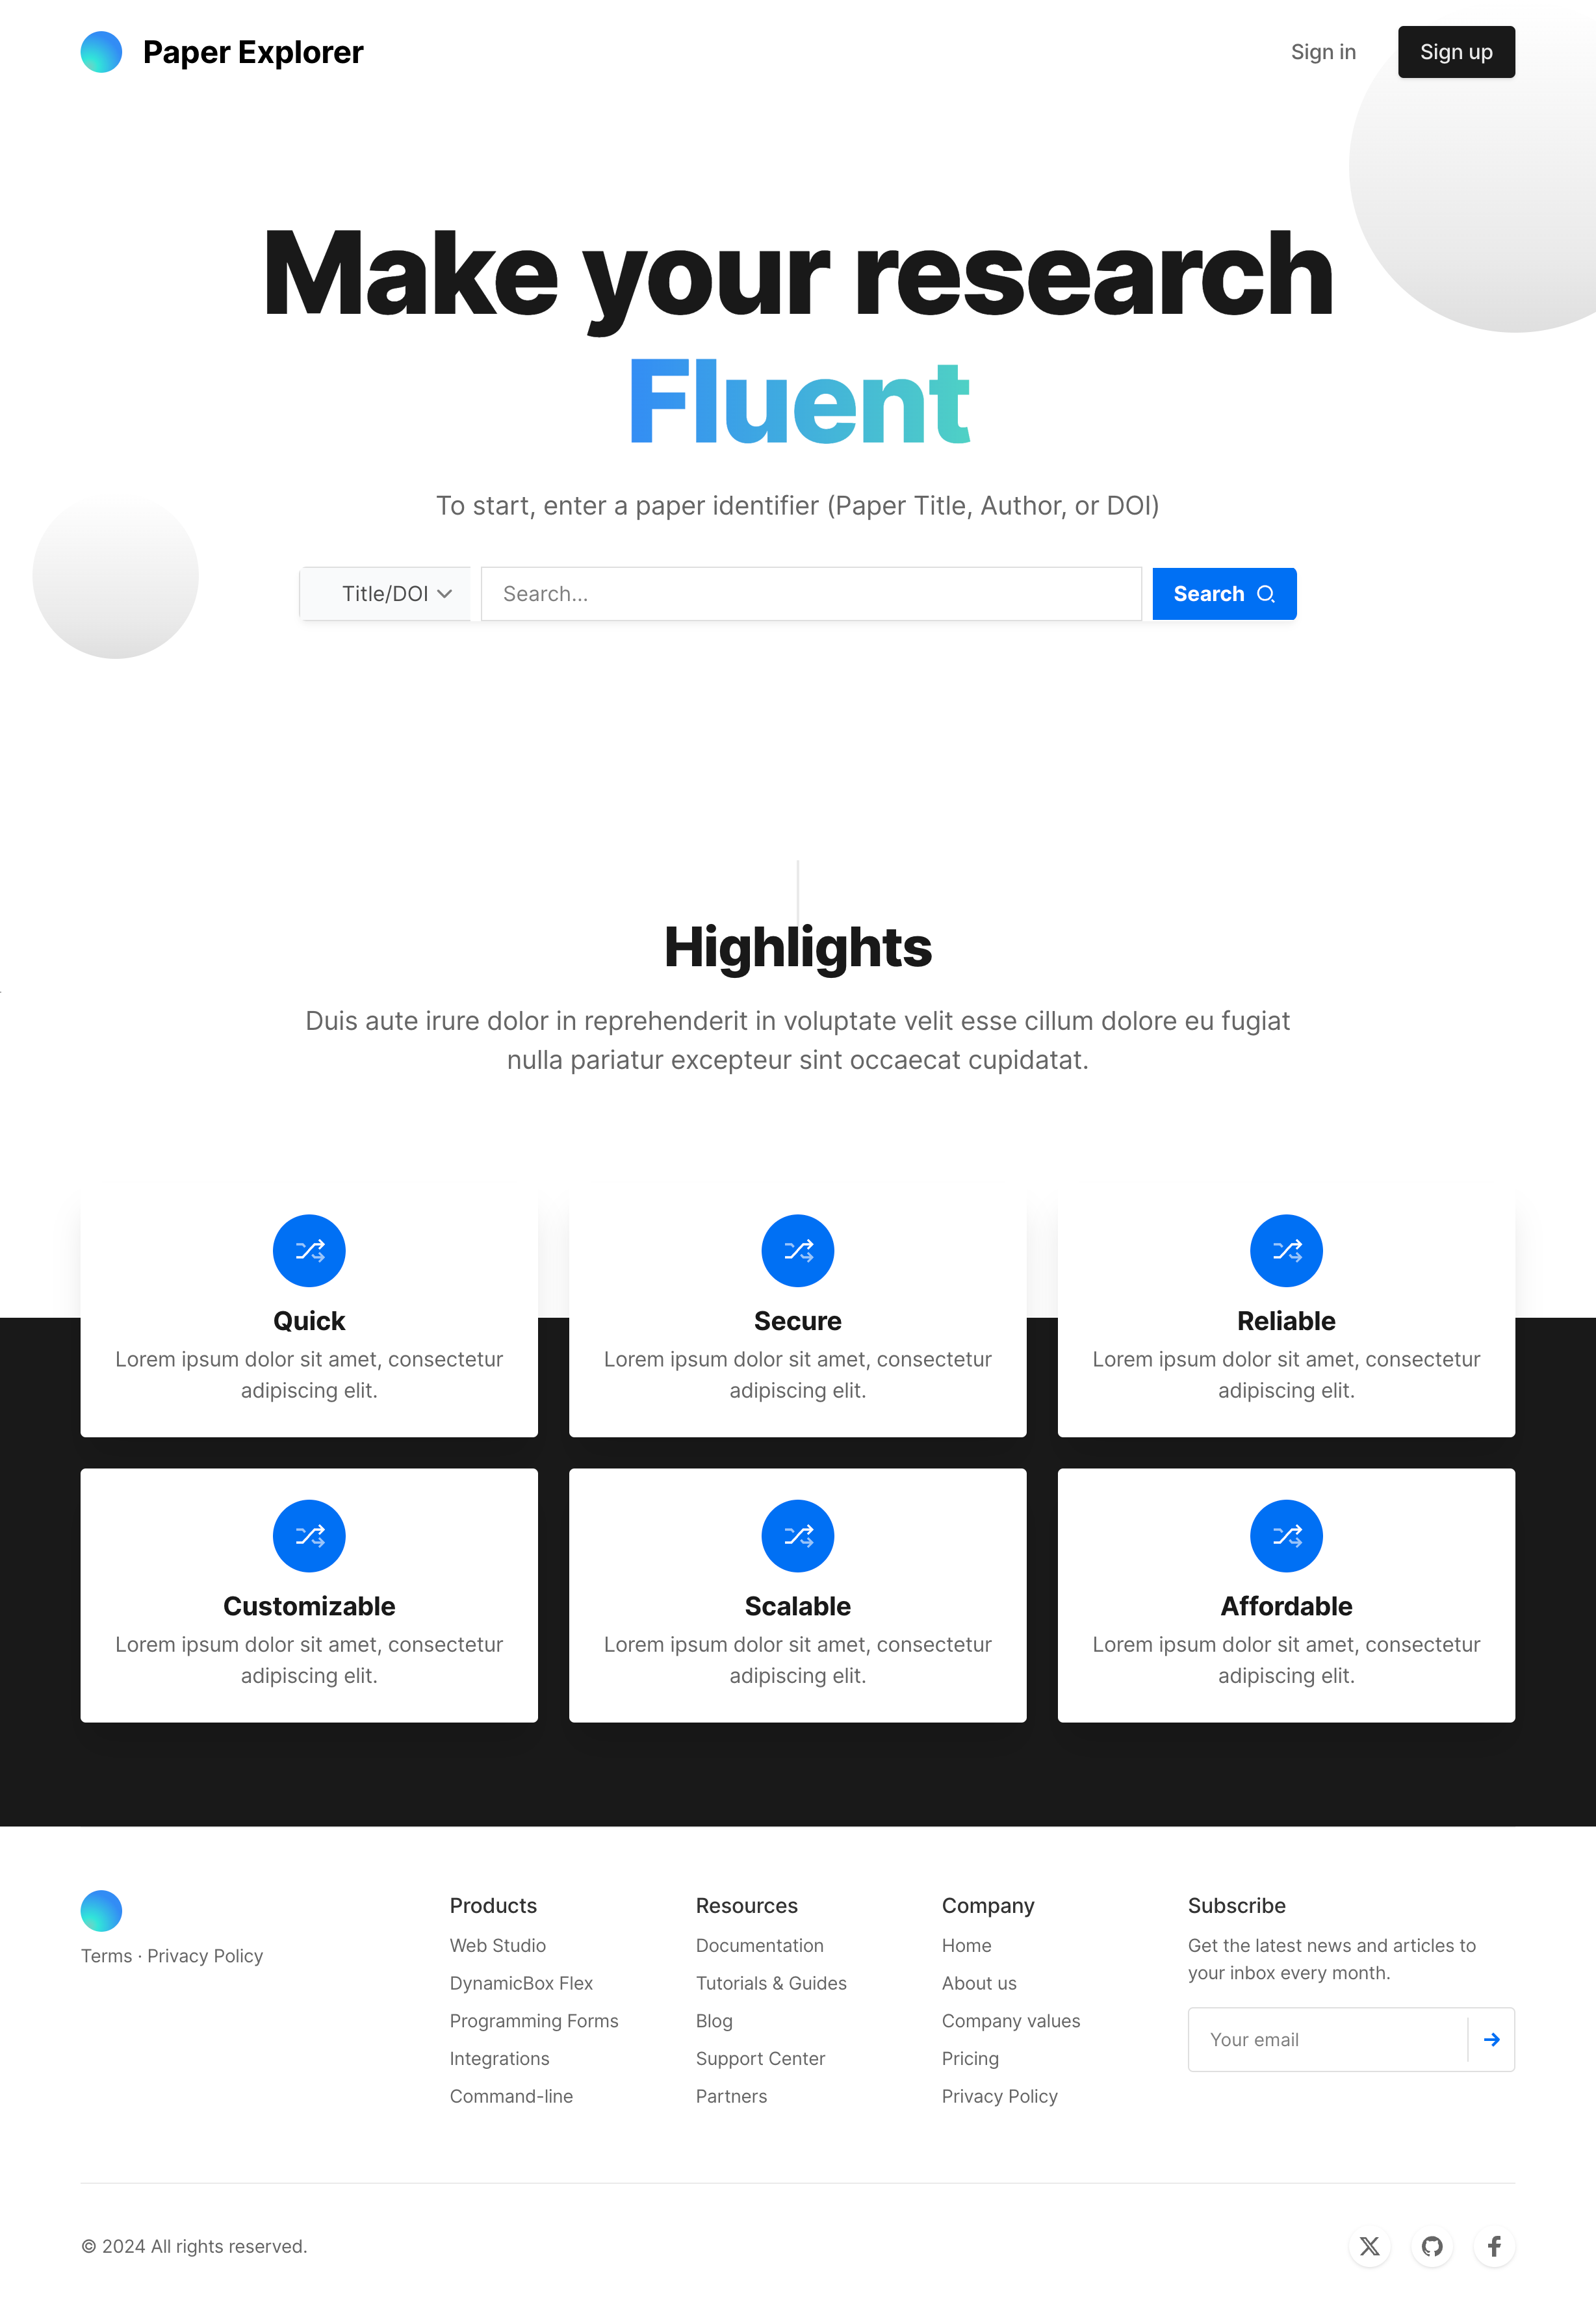 Paper Explorer
Sign in
Sign up
Make your research
Fluent
To start, enter a paper identifier (Paper Title, Author, or DOI)
Title/DOI
Search...
Search
Highlights
Duis aute irure dolor in reprehenderit in voluptate velit esse cillum dolore eu fugiat
nulla pariatur excepteur sint occaecat cupidatat.
Quick
Lorem ipsum dolor sit amet, consectetur
adipiscing elit.
Secure
Lorem ipsum dolor sit amet, consectetur
adipiscing elit.
Reliable
Lorem ipsum dolor sit amet, consectetur
adipiscing elit.
Customizable
Lorem ipsum dolor sit amet, consectetur
adipiscing elit.
Scalable
Lorem ipsum dolor sit amet, consectetur
adipiscing elit.
Affordable
Lorem ipsum dolor sit amet, consectetur
adipiscing elit.
Terms · Privacy Policy
Products
Web Studio
DynamicBox Flex
Programming Forms
Integrations
Command-line
Resources
Documentation
Tutorials & Guides
Blog
Support Center
Partners
Company
Home
About us
Company values
Pricing
Privacy Policy
Subscribe
Get the latest news and articles to
your inbox every month.
Your email
© 2024 All rights reserved.